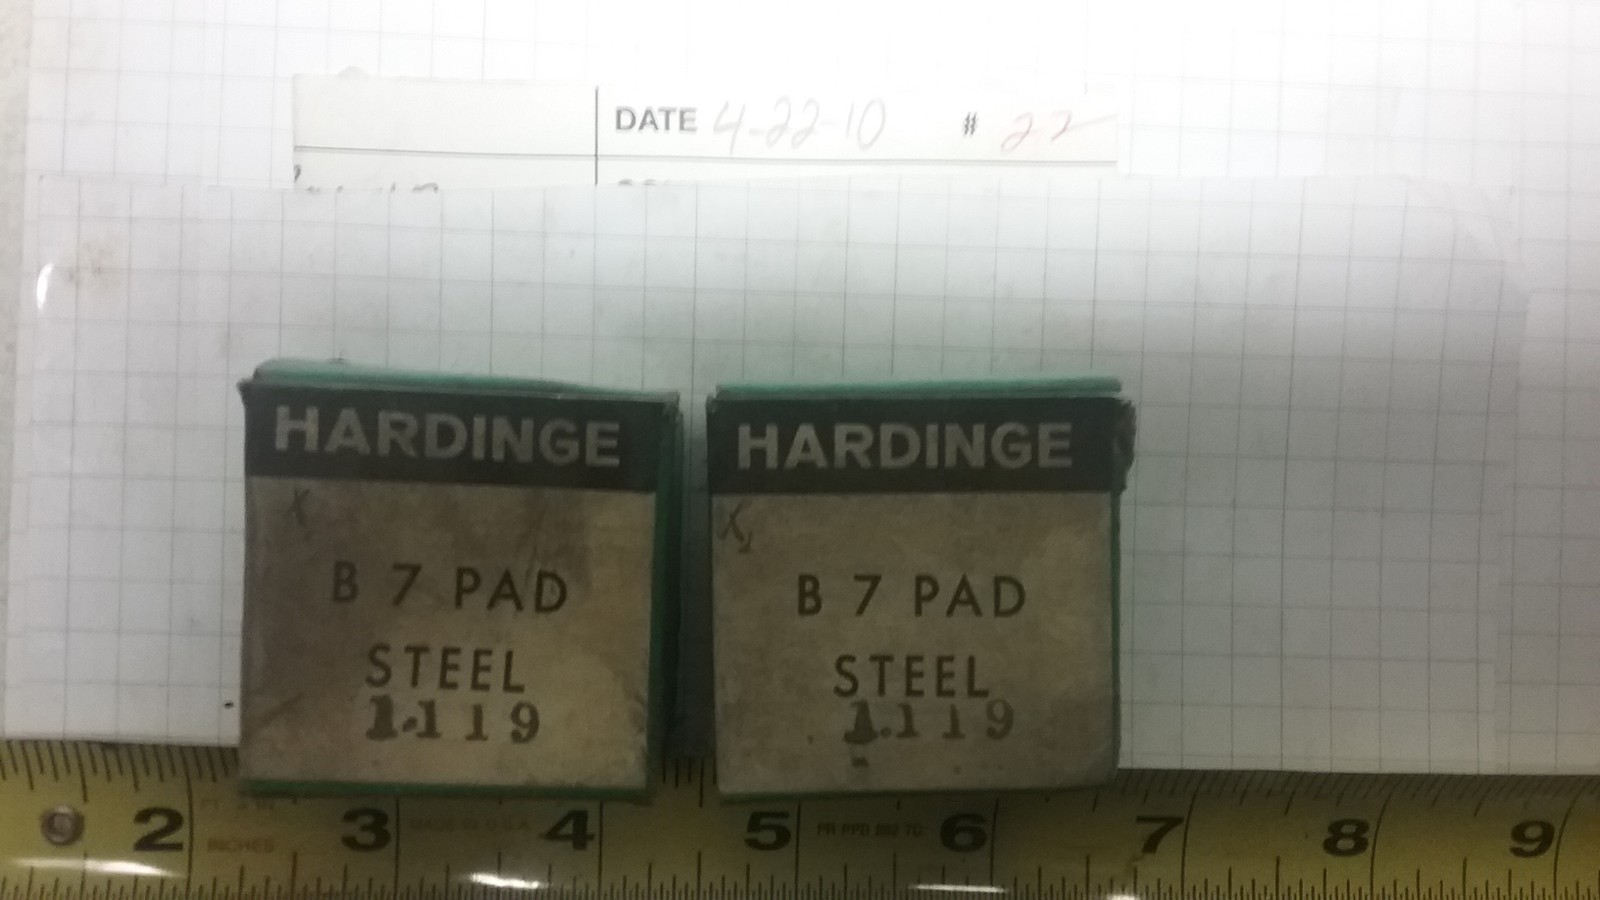 DATE 4-22-10 # 22
HARDINGE
X
B 7 PAD
STEEL
1.119
HARDINGE
X
B 7 PAD
STEEL
1.119
2 3 4 5 6 7 8 9
INCHES
MADE IN U.S.A.